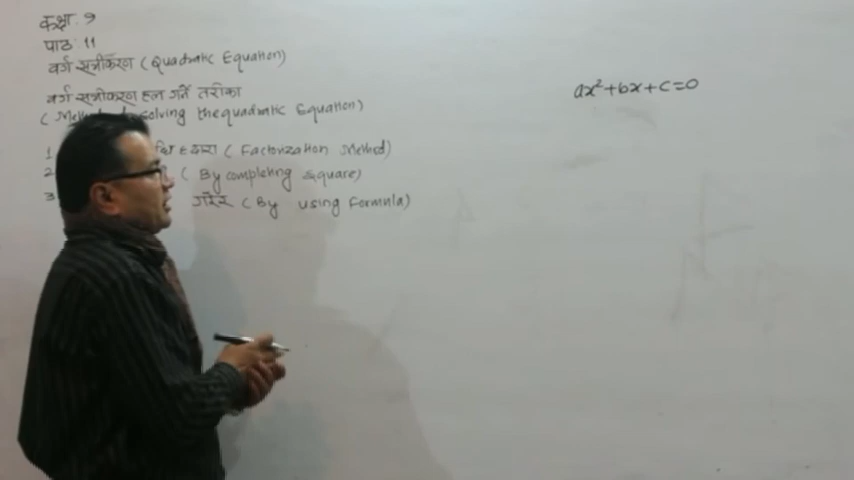 कक्षा: 9
पाठ: 11
वर्ग समीकरण (Quadratic Equation)
वर्ग समीकरण हल गर्ने तरीका
(Method solving the quadratic Equation)
1 द्वारा (Factorization Method)
2 (By completing square)
3 गरेर (By using Formula)
ax²+bx+c=0